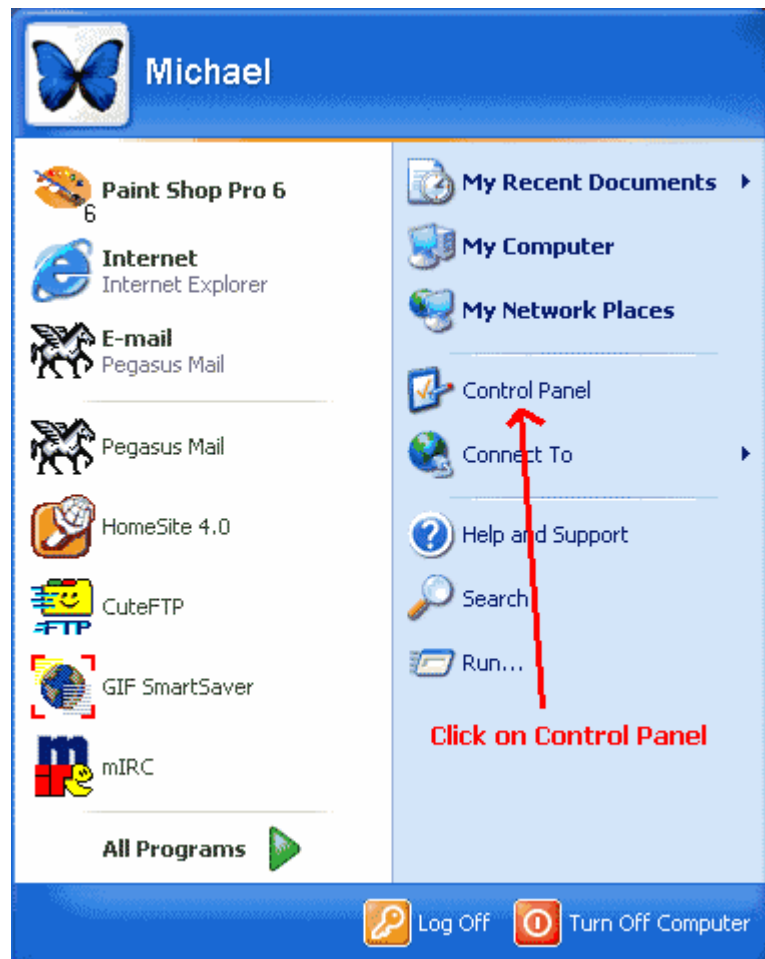 Michael
Paint Shop Pro 6
6
Internet
Internet Explorer
E-mail
Pegasus Mail
Pegasus Mail
HomeSite 4.0
CuteFTP
FTP
GIF SmartSaver
mIRC
All Programs
My Recent Documents
My Computer
My Network Places
Control Panel
Connect To
Help and Support
Search
Run...
Click on Control Panel
Log Off
Turn Off Computer